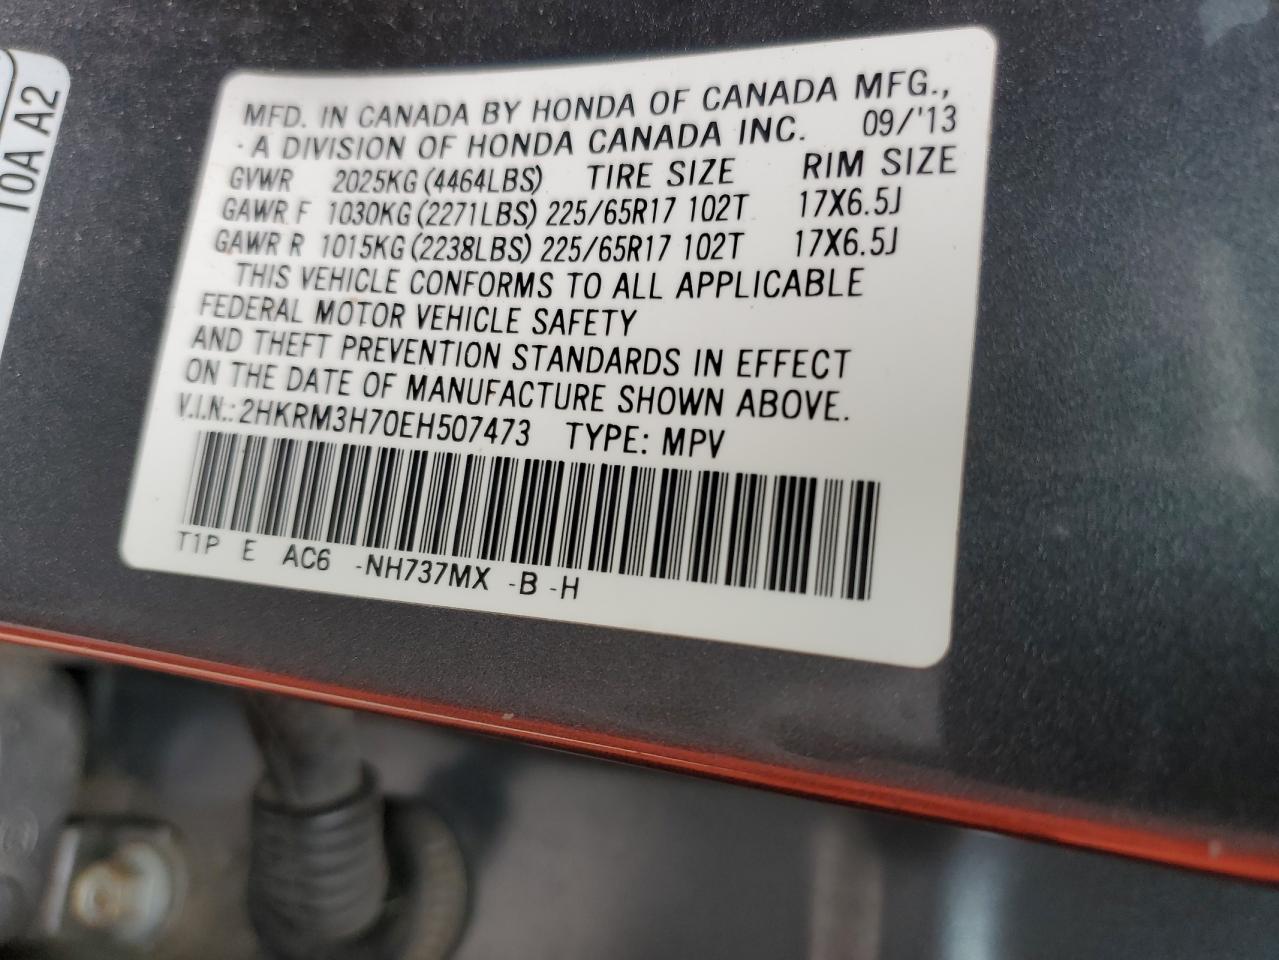 10A A2
MFD. IN CANADA BY HONDA OF CANADA MFG.,
- A DIVISION OF HONDA CANADA INC. 09/'13
GVWR 2025KG (4464LBS) TIRE SIZE RIM SIZE
GAWR F 1030KG (2271LBS) 225/65R17 102T 17X6.5J
GAWR R 1015KG (2238LBS) 225/65R17 102T 17X6.5J
THIS VEHICLE CONFORMS TO ALL APPLICABLE
FEDERAL MOTOR VEHICLE SAFETY
AND THEFT PREVENTION STANDARDS IN EFFECT
ON THE DATE OF MANUFACTURE SHOWN ABOVE.
V.I.N.: 2HKRM3H70EH507473 TYPE: MPV
T1P E AC6 -NH737MX -B -H